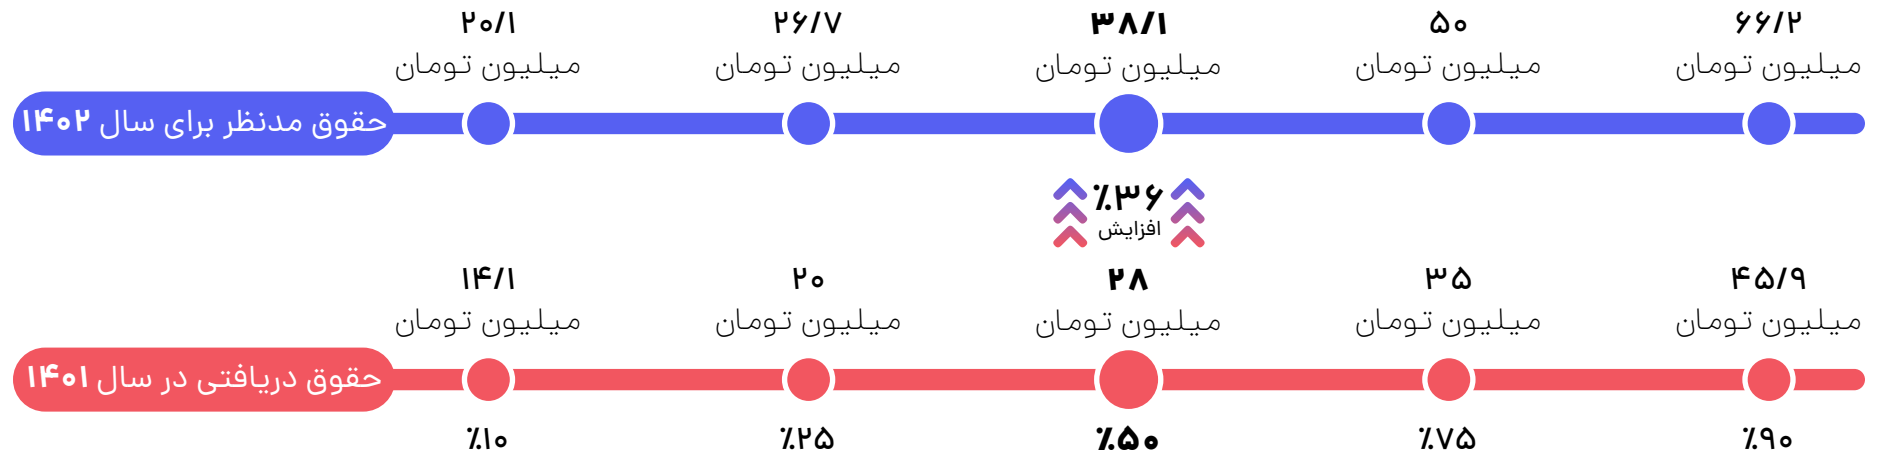 ۲۰/۱
میلیون تومان
۲۶/۷
میلیون تومان
۳۸/۱
میلیون تومان
۵۰
میلیون تومان
۶۶/۲
میلیون تومان
حقوق مدنظر برای سال ۱۴۰۲
٪۳۶
افزایش
۱۴/۱
میلیون تومان
۲۰
میلیون تومان
۲۸
میلیون تومان
۳۵
میلیون تومان
۴۵/۹
میلیون تومان
حقوق دریافتی در سال ۱۴۰۱
٪۱۰
٪۲۵
٪۵۰
٪۷۵
٪۹۰